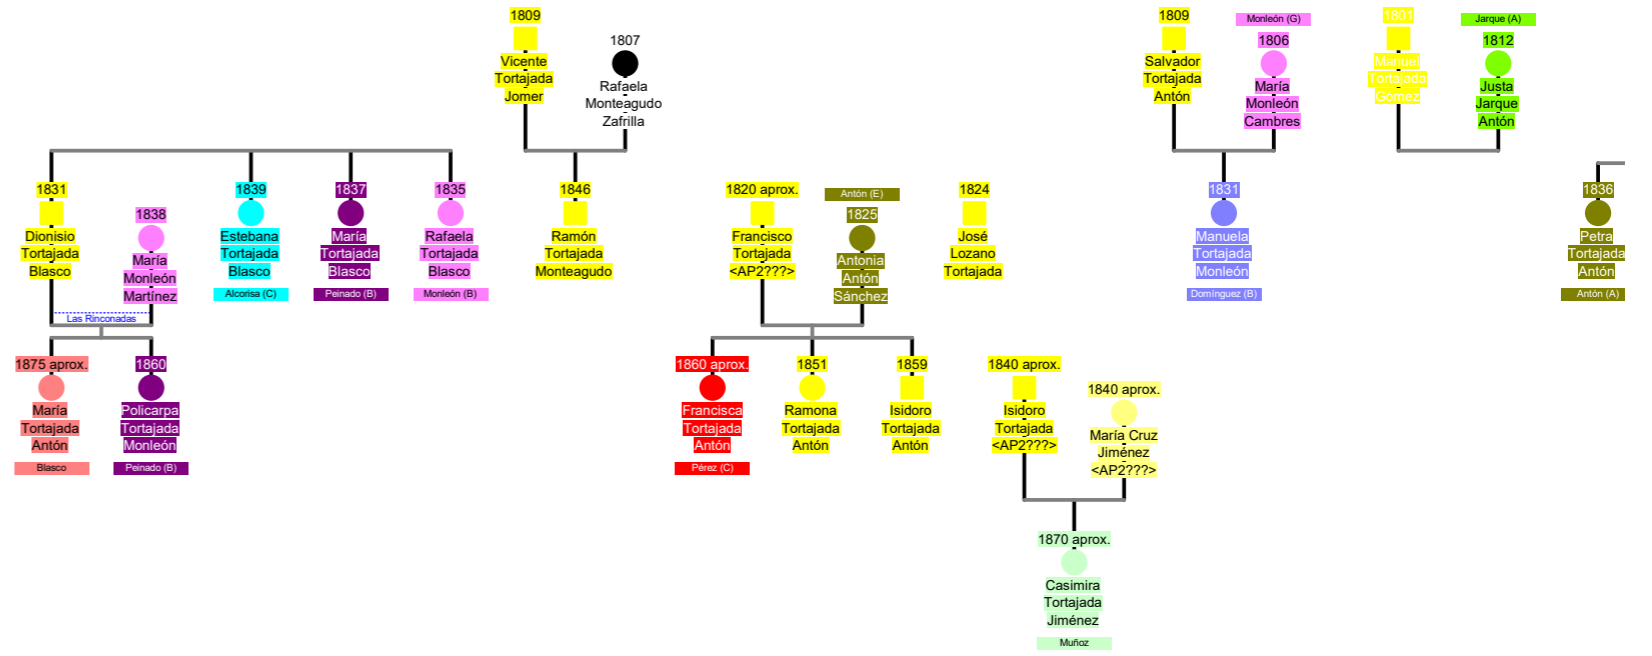 1809
Vicente
Tortajada
Jomer
1807
Rafaela
Monteagudo
Zafrilla
1809
Salvador
Tortajada
Antón
Monleón (G)
1806
María
Monleón
Cambres
1801
Manuel
Tortajada
Gómez
Jarque (A)
1812
Justa
Jarque
Antón
1831
Dionisio
Tortajada
Blasco
1838
María
Monleón
Martínez
Las Rinconadas
1839
Estebana
Tortajada
Blasco
Alcorisa (C)
1837
María
Tortajada
Blasco
Peinado (B)
1835
Rafaela
Tortajada
Blasco
Monleón (B)
1846
Ramón
Tortajada
Monteagudo
1820 aprox.
Francisco
Tortajada
<AP2???>
Antón (E)
1825
Antonia
Antón
Sánchez
1824
José
Lozano
Tortajada
1831
Manuela
Tortajada
Monleón
Domínguez (B)
1836
Petra
Tortajada
Antón
Antón (A)
1875 aprox.
María
Tortajada
Antón
Blasco
1860
Policarpa
Tortajada
Monleón
Peinado (B)
1860 aprox.
Francisca
Tortajada
Antón
Pérez (C)
1851
Ramona
Tortajada
Antón
1859
Isidoro
Tortajada
Antón
1840 aprox.
Isidoro
Tortajada
<AP2???>
1840 aprox.
María Cruz
Jiménez
<AP2???>
1870 aprox.
Casimira
Tortajada
Jiménez
Muñoz